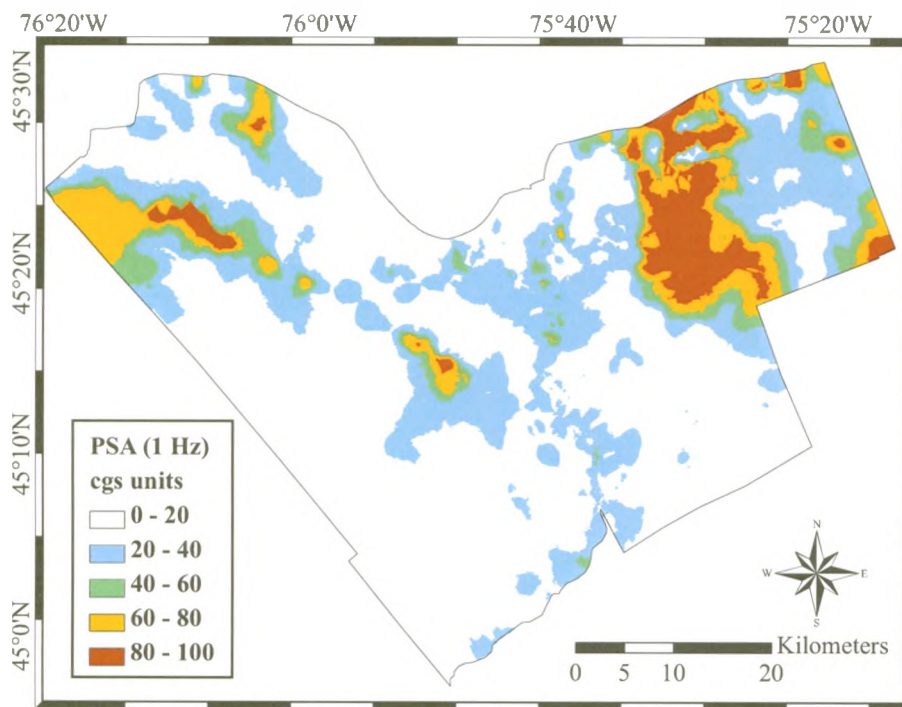 76°20'W 76°0'W 75°40'W 75°20'W
45°30'N
45°20'N
45°10'N
45°0'N
PSA (1 Hz)
cgs units
0 - 20
20 - 40
40 - 60
60 - 80
80 - 100
N
W E
S
Kilometers
0 5 10 20